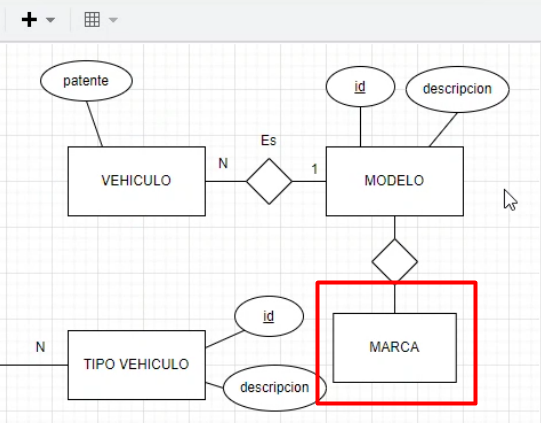 patente
id
descripcion
Es
N
1
VEHICULO
MODELO
id
N
TIPO VEHICULO
MARCA
descripcion